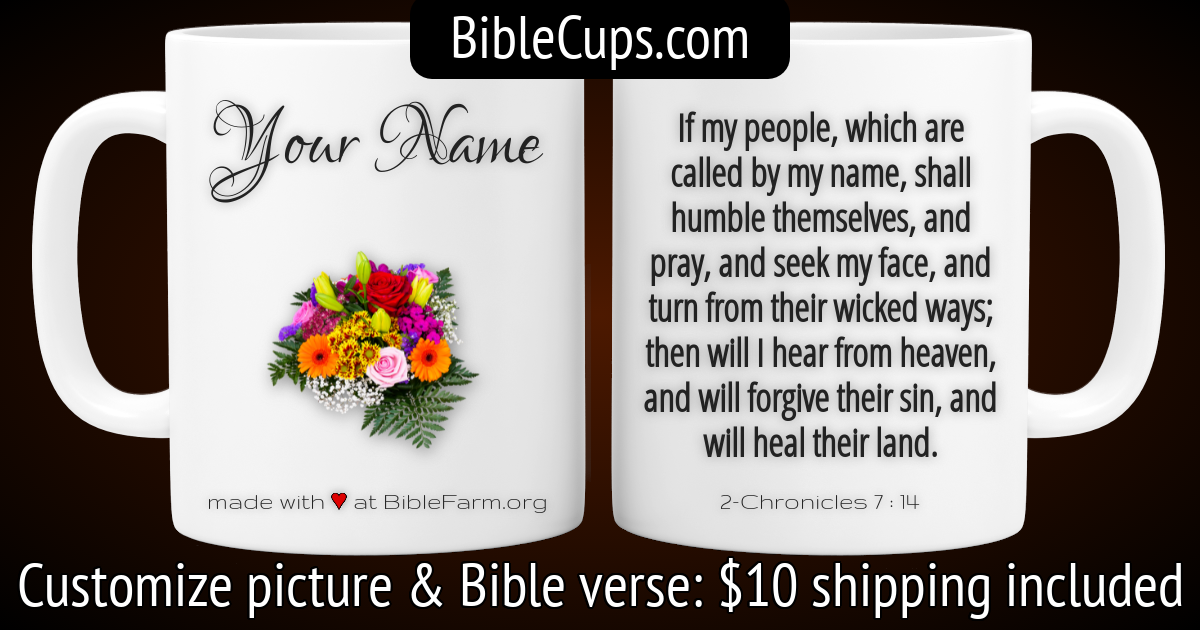 BibleCups.com
Your Name
made with ♥ at BibleFarm.org
If my people, which are
called by my name, shall
humble themselves, and
pray, and seek my face, and
turn from their wicked ways;
then will I hear from heaven,
and will forgive their sin, and
will heal their land.
2-Chronicles 7 : 14
Customize picture & Bible verse: $10 shipping included